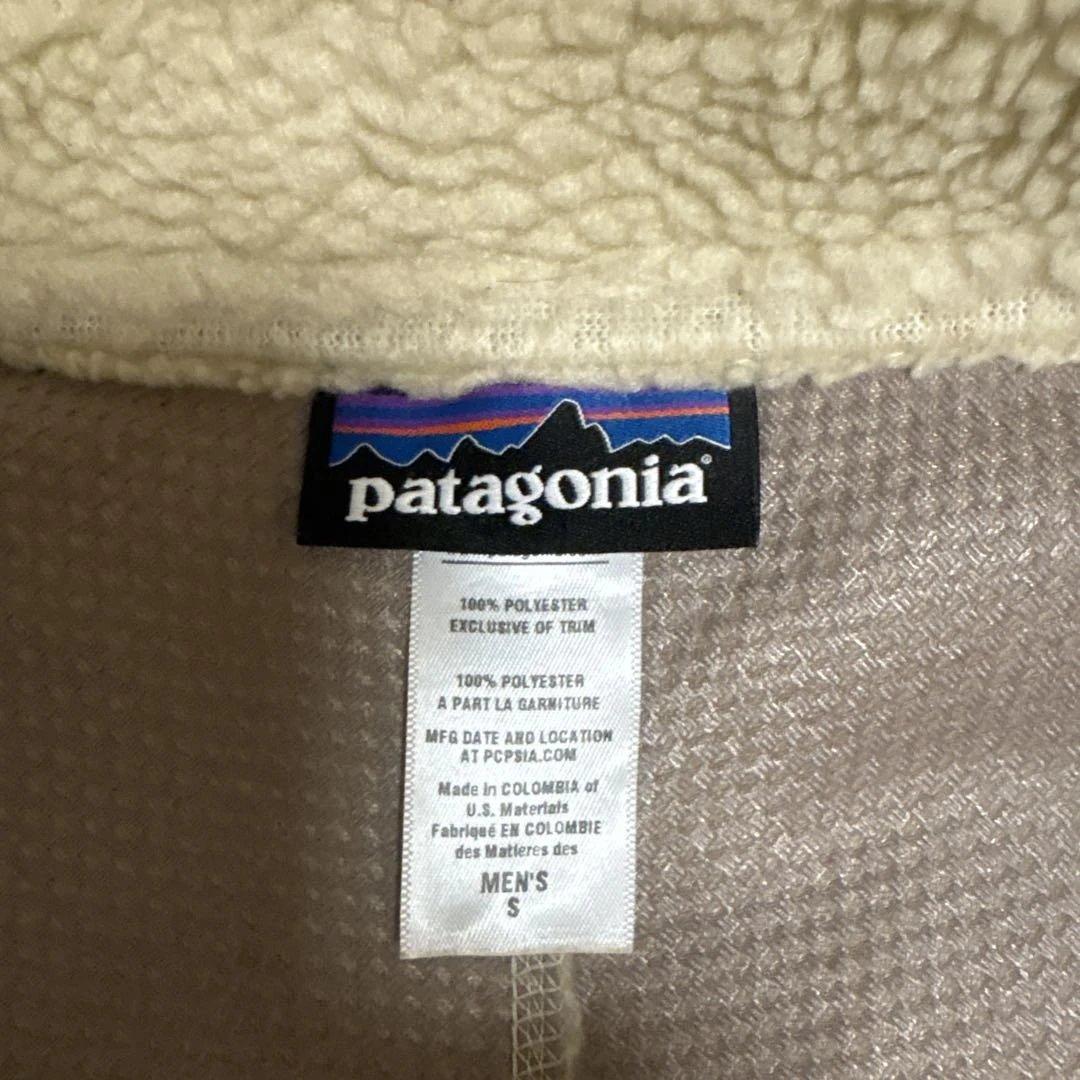 patagonia®
100% POLYESTER
EXCLUSIVE OF TRIM
100% POLYESTER
A PART LA GARNITURE
MFG DATE AND LOCATION
AT PCPSIA.COM
Made in COLOMBIA of
U.S. Materials
Fabriqué EN COLOMBIE
des Matieres des
MEN'S
S